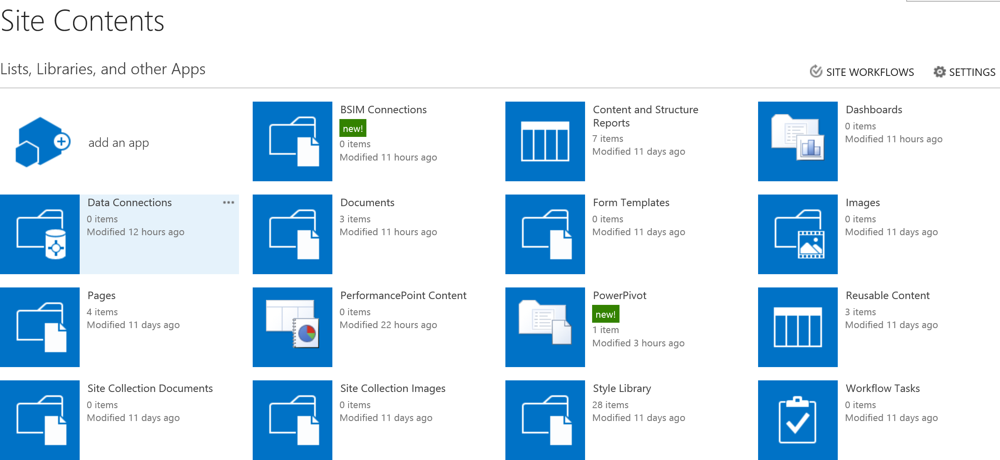 Site Contents
Lists, Libraries, and other Apps
SITE WORKFLOWS
SETTINGS
add an app
BSIM Connections
new!
0 items
Modified 11 hours ago
Content and Structure
Reports
7 items
Modified 11 days ago
Dashboards
0 items
Modified 11 hours ago
Data Connections
0 items
Modified 12 hours ago
Documents
3 items
Modified 11 hours ago
Form Templates
0 items
Modified 11 days ago
Images
0 items
Modified 11 days ago
Pages
4 items
Modified 11 days ago
PerformancePoint Content
0 items
Modified 22 hours ago
PowerPivot
new!
1 item
Modified 3 hours ago
Reusable Content
3 items
Modified 11 days ago
Site Collection Documents
0 items
Modified 11 days ago
Site Collection Images
0 items
Modified 11 days ago
Style Library
28 items
Modified 11 days ago
Workflow Tasks
0 items
Modified 11 days ago